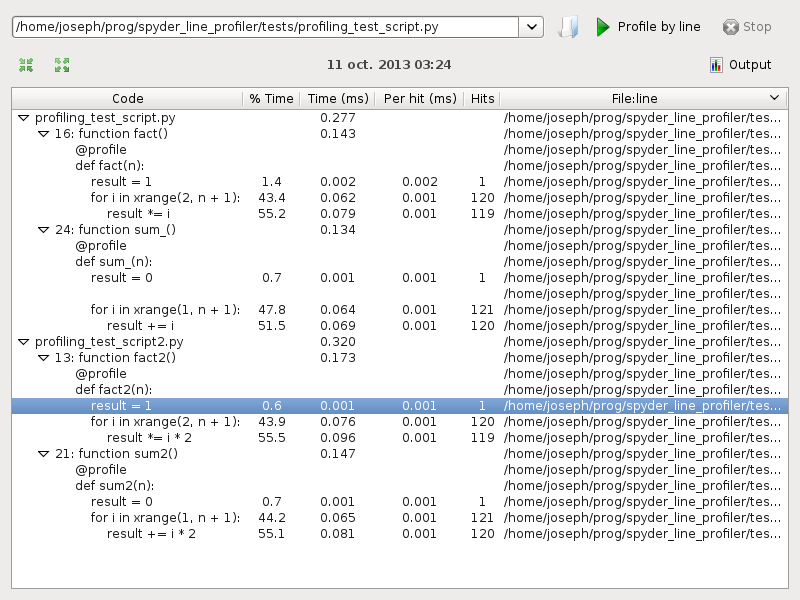 /home/joseph/prog/spyder_line_profiler/tests/profiling_test_script.py Profile by line Stop
11 oct. 2013 03:24 Output
Code % Time Time (ms) Per hit (ms) Hits File:line
profiling_test_script.py 0.277 /home/joseph/prog/spyder_line_profiler/tes...
16: function fact() 0.143 /home/joseph/prog/spyder_line_profiler/tes...
@profile /home/joseph/prog/spyder_line_profiler/tes...
def fact(n): /home/joseph/prog/spyder_line_profiler/tes...
result = 1 1.4 0.002 0.002 1 /home/joseph/prog/spyder_line_profiler/tes...
for i in xrange(2, n + 1): 43.4 0.062 0.001 120 /home/joseph/prog/spyder_line_profiler/tes...
result *= i 55.2 0.079 0.001 119 /home/joseph/prog/spyder_line_profiler/tes...
24: function sum_() 0.134 /home/joseph/prog/spyder_line_profiler/tes...
@profile /home/joseph/prog/spyder_line_profiler/tes...
def sum_(n): /home/joseph/prog/spyder_line_profiler/tes...
result = 0 0.7 0.001 0.001 1 /home/joseph/prog/spyder_line_profiler/tes...
/home/joseph/prog/spyder_line_profiler/tes...
for i in xrange(1, n + 1): 47.8 0.064 0.001 121 /home/joseph/prog/spyder_line_profiler/tes...
result += i 51.5 0.069 0.001 120 /home/joseph/prog/spyder_line_profiler/tes...
profiling_test_script2.py 0.320 /home/joseph/prog/spyder_line_profiler/tes...
13: function fact2() 0.173 /home/joseph/prog/spyder_line_profiler/tes...
@profile /home/joseph/prog/spyder_line_profiler/tes...
def fact2(n): /home/joseph/prog/spyder_line_profiler/tes...
result = 1 0.6 0.001 0.001 1 /home/joseph/prog/spyder_line_profiler/tes...
for i in xrange(2, n + 1): 43.9 0.076 0.001 120 /home/joseph/prog/spyder_line_profiler/tes...
result *= i * 2 55.5 0.096 0.001 119 /home/joseph/prog/spyder_line_profiler/tes...
21: function sum2() 0.147 /home/joseph/prog/spyder_line_profiler/tes...
@profile /home/joseph/prog/spyder_line_profiler/tes...
def sum2(n): /home/joseph/prog/spyder_line_profiler/tes...
result = 0 0.7 0.001 0.001 1 /home/joseph/prog/spyder_line_profiler/tes...
for i in xrange(1, n + 1): 44.2 0.065 0.001 121 /home/joseph/prog/spyder_line_profiler/tes...
result += i * 2 55.1 0.081 0.001 120 /home/joseph/prog/spyder_line_profiler/tes...